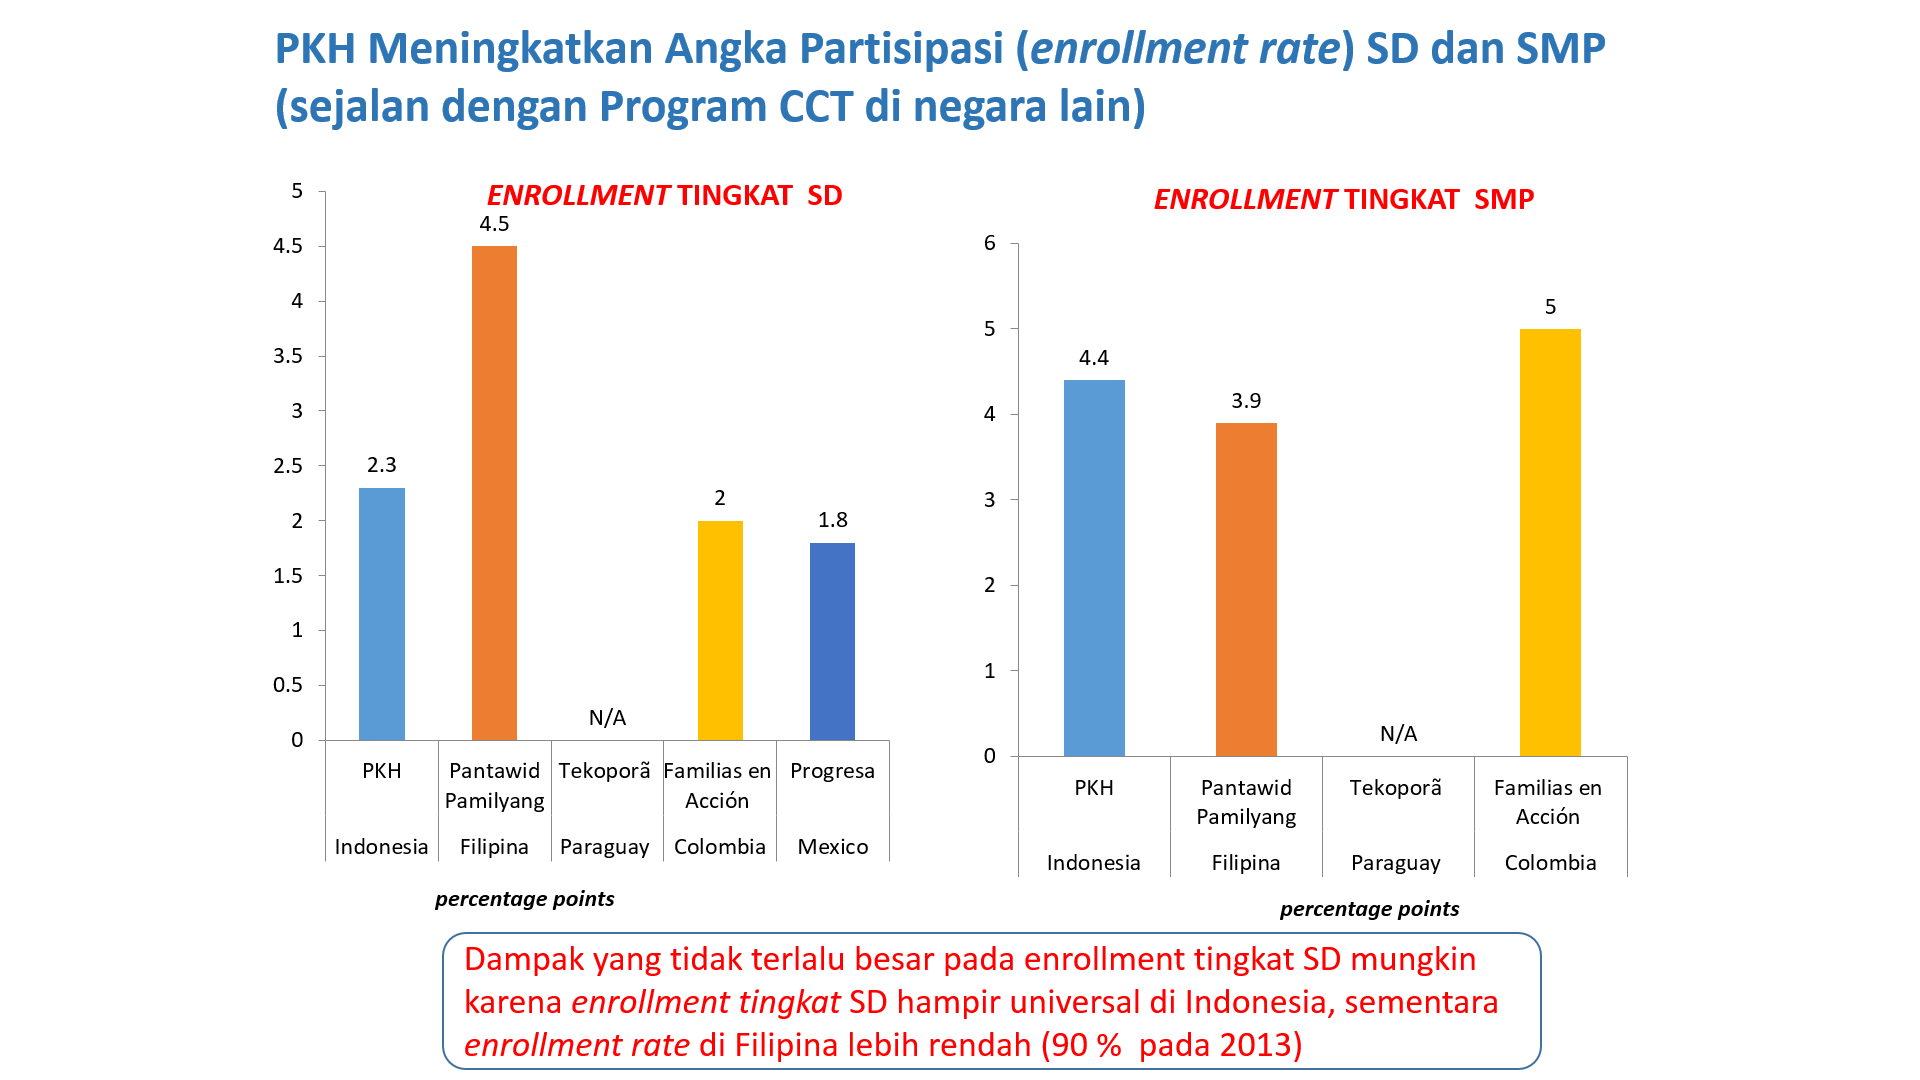 PKH Meningkatkan Angka Partisipasi (enrollment rate) SD dan SMP
(sejalan dengan Program CCT di negara lain)
ENROLLMENT TINGKAT SD
5
4.5
4
3.5
3
2.5
2
1.5
1
0.5
0
2.3
4.5
N/A
2
1.8
PKH
Pantawid
Pamilyang
Tekoporã
Familias en
Acción
Progresa
Indonesia
Filipina
Paraguay
Colombia
Mexico
percentage points
ENROLLMENT TINGKAT SMP
6
5
4
3
2
1
0
4.4
3.9
N/A
5
PKH
Pantawid
Pamilyang
Tekoporã
Familias en
Acción
Indonesia
Filipina
Paraguay
Colombia
percentage points
Dampak yang tidak terlalu besar pada enrollment tingkat SD mungkin
karena enrollment tingkat SD hampir universal di Indonesia, sementara
enrollment rate di Filipina lebih rendah (90 % pada 2013)